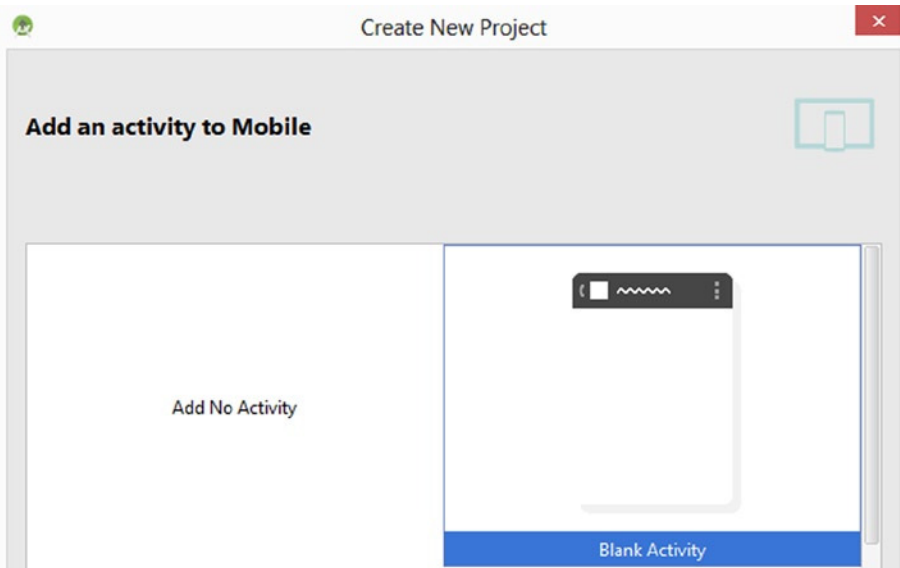 Create New Project
Add an activity to Mobile
Add No Activity
Blank Activity